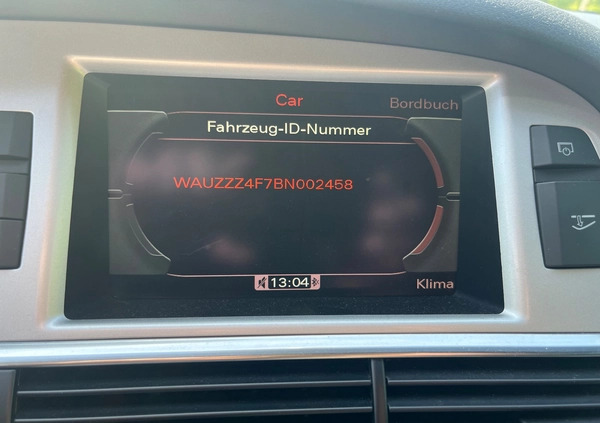 Car
Bordbuch
Fahrzeug-ID-Nummer
WAUZZZ4F7BN002458
13:04
Klima